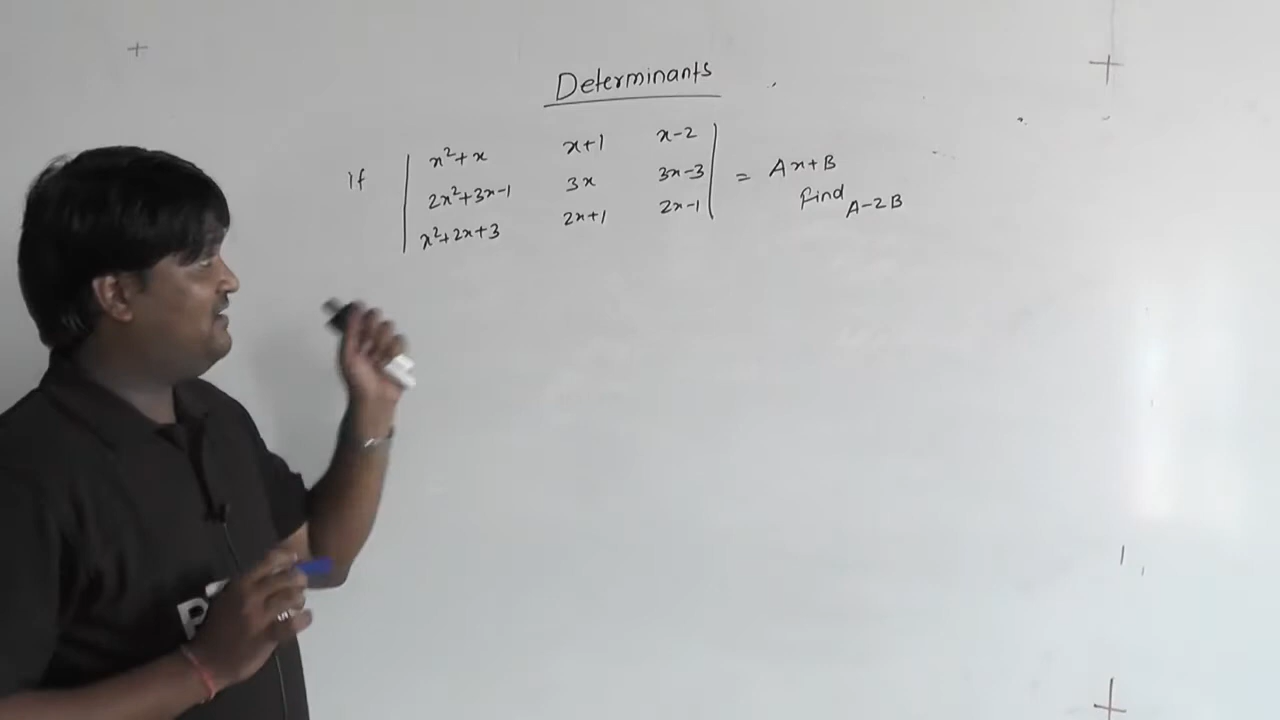 Determinants
If | x²+x x+1 x-2 |
| 2x²+3x-1 3x 3x-3 | = Ax+B
| x²+2x+3 2x+1 2x-1 | find A-2B